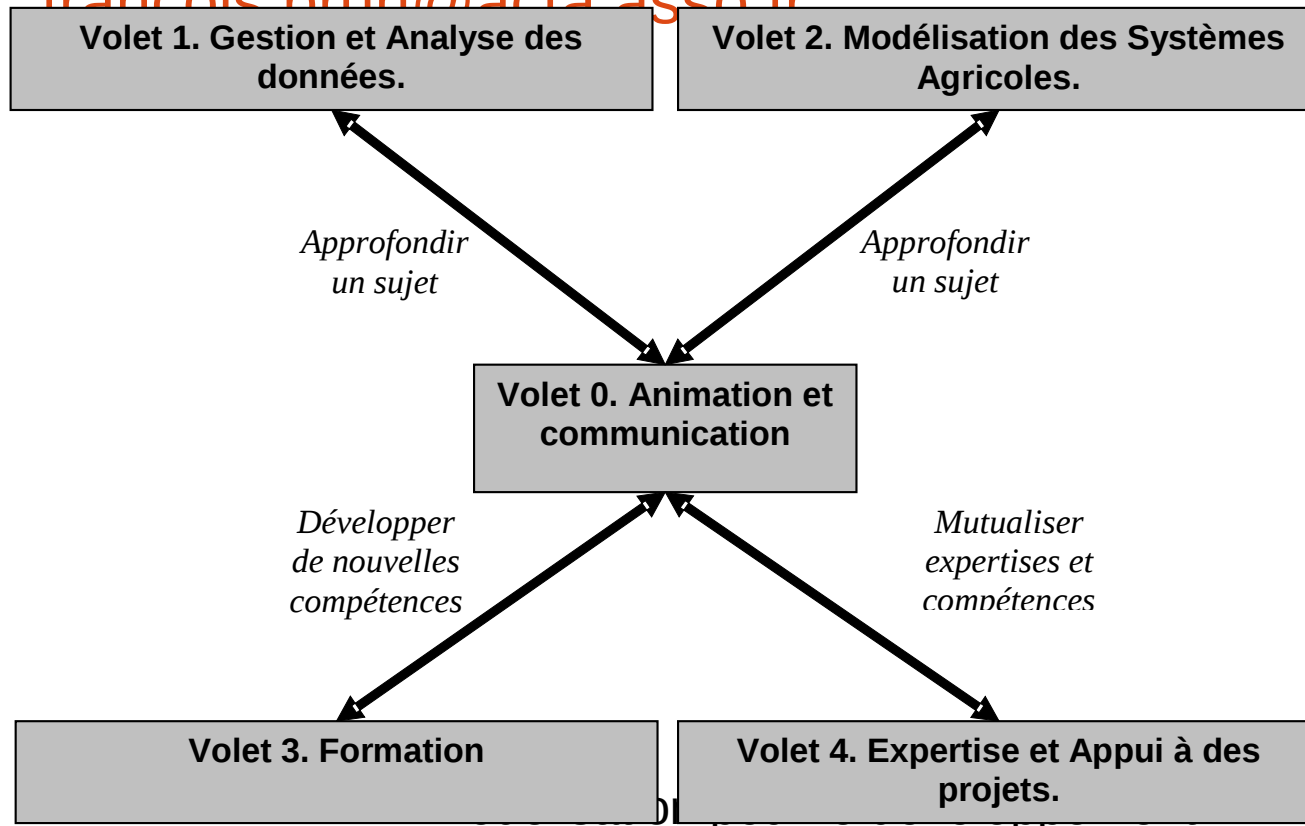 Volet 1. Gestion et Analyse des
données.
Volet 2. Modélisation des Systèmes
Agricoles.
Approfondir
un sujet
Approfondir
un sujet
Volet 0. Animation et
communication
Développer
de nouvelles
compétences
Mutualiser
expertises et
compétences
Volet 3. Formation
Volet 4. Expertise et Appui à des
projets.